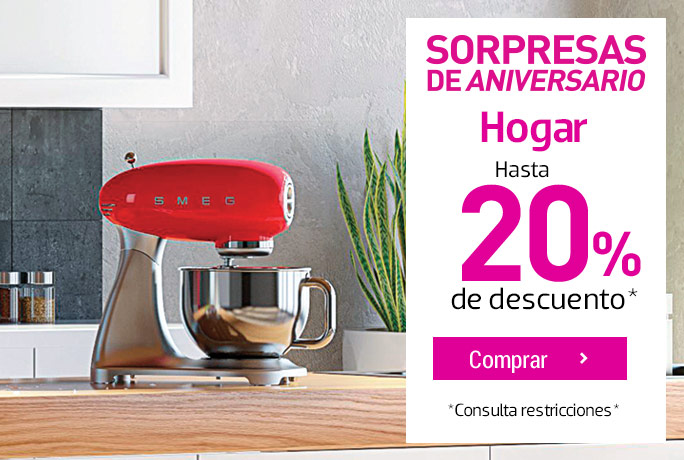 SMEG
SORPRESAS
DE ANIVERSARIO
Hogar
Hasta
20%
de descuento*
Comprar >
*Consulta restricciones*